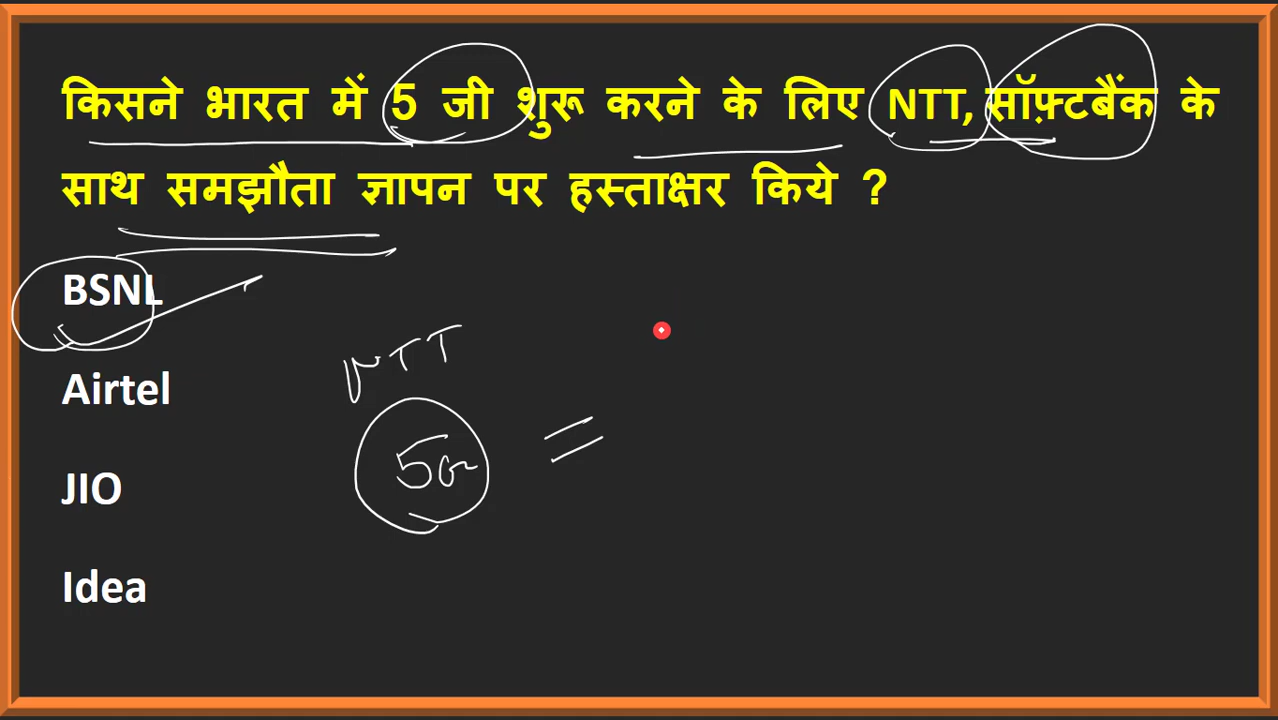 किसने भारत में 5 जी शुरू करने के लिए NTT, सॉफ़्टबैंक के
साथ समझौता ज्ञापन पर हस्ताक्षर किये ?
BSNL
NTT
Airtel
5G =
JIO
Idea